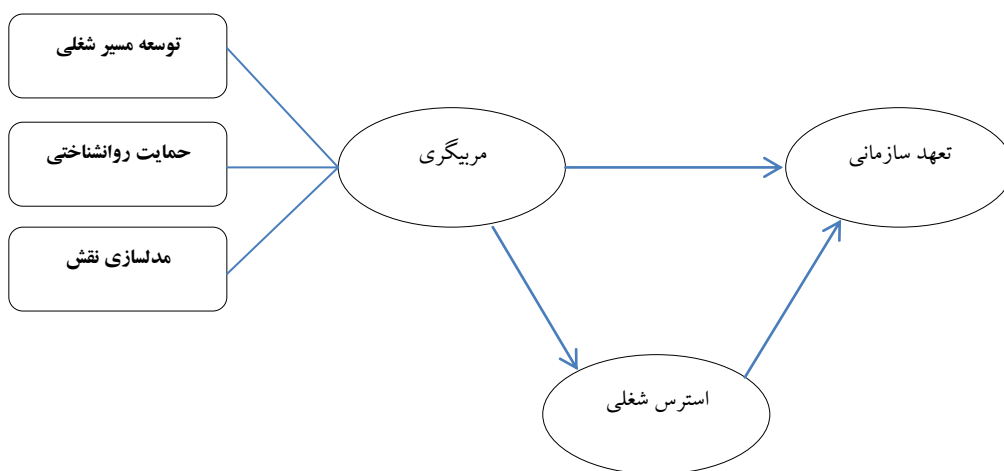 توسعه مسیر شغلی
حمایت روانشناختی
مدلسازی نقش
مربیگری
تعهد سازمانی
استرس شغلی